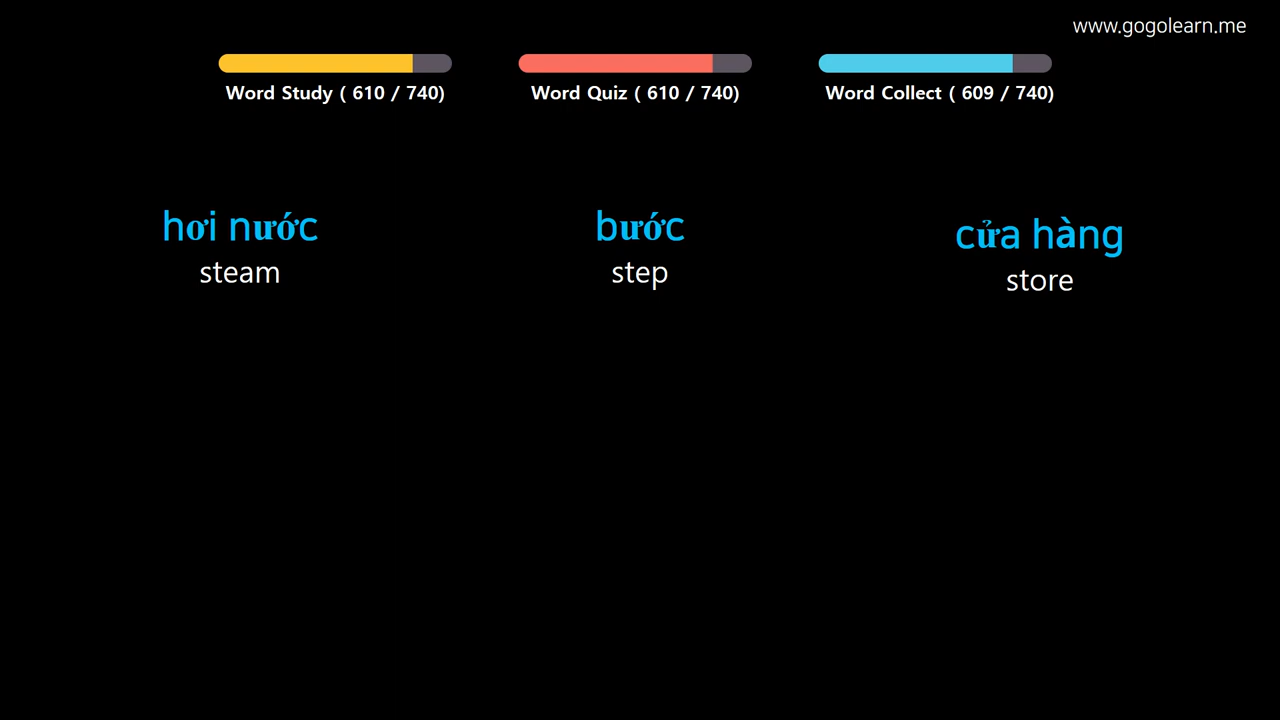 www.gogolearn.me
Word Study ( 610 / 740)
Word Quiz ( 610 / 740)
Word Collect ( 609 / 740)
hơi nước
steam
bước
step
cửa hàng
store